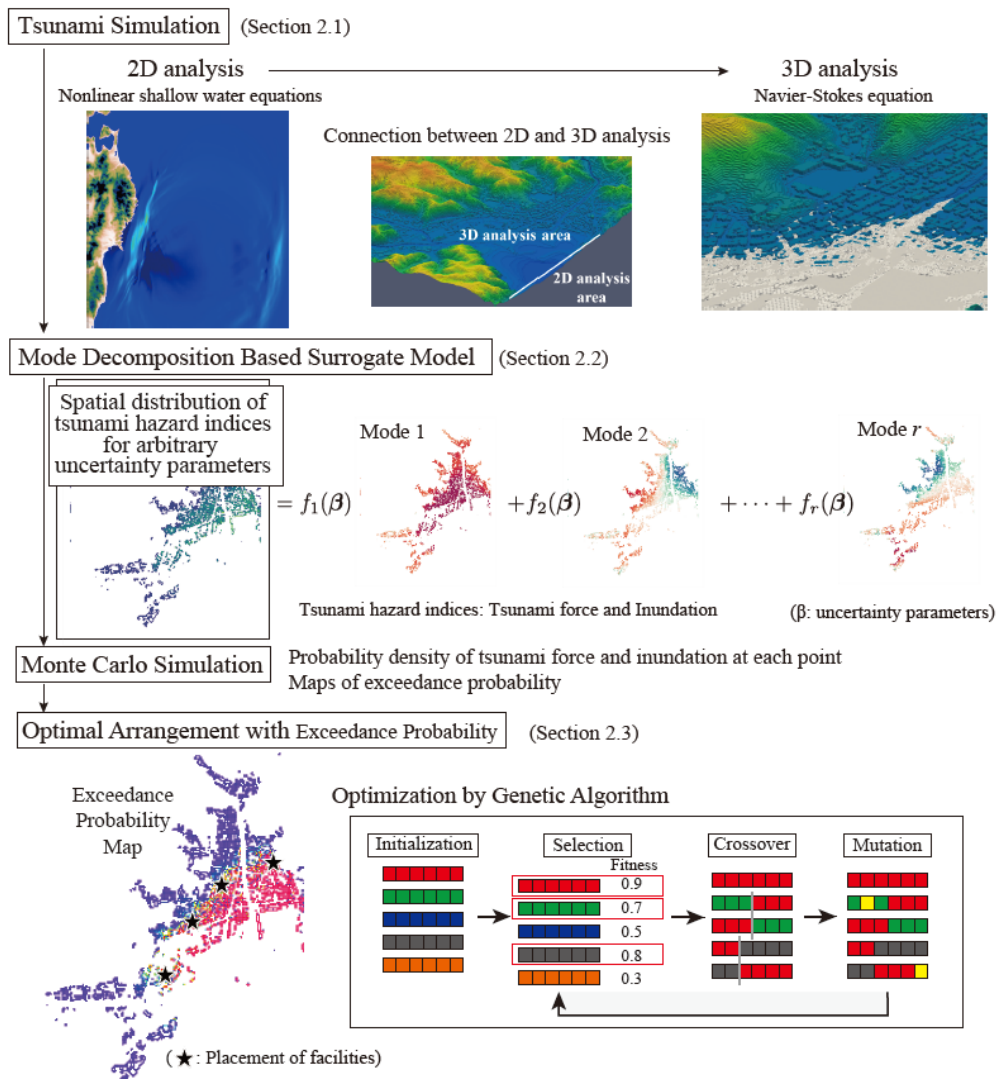 Tsunami Simulation (Section 2.1)
2D analysis
Nonlinear shallow water equations
3D analysis
Navier-Stokes equation
Connection between 2D and 3D analysis
3D analysis area
2D analysis
area
Mode Decomposition Based Surrogate Model (Section 2.2)
Spatial distribution of
tsunami hazard indices
for arbitrary
uncertainty parameters
Mode 1
Mode 2
Mode r
= f₁(β) +f₂(β) + · · · + fᵣ(β)
Tsunami hazard indices: Tsunami force and Inundation
(β: uncertainty parameters)
Monte Carlo Simulation
Probability density of tsunami force and inundation at each point
Maps of exceedance probability
Optimal Arrangement with Exceedance Probability (Section 2.3)
Exceedance
Probability
Map
(★: Placement of facilities)
Optimization by Genetic Algorithm
Initialization
Selection
Crossover
Mutation
Fitness
0.9
0.7
0.5
0.8
0.3